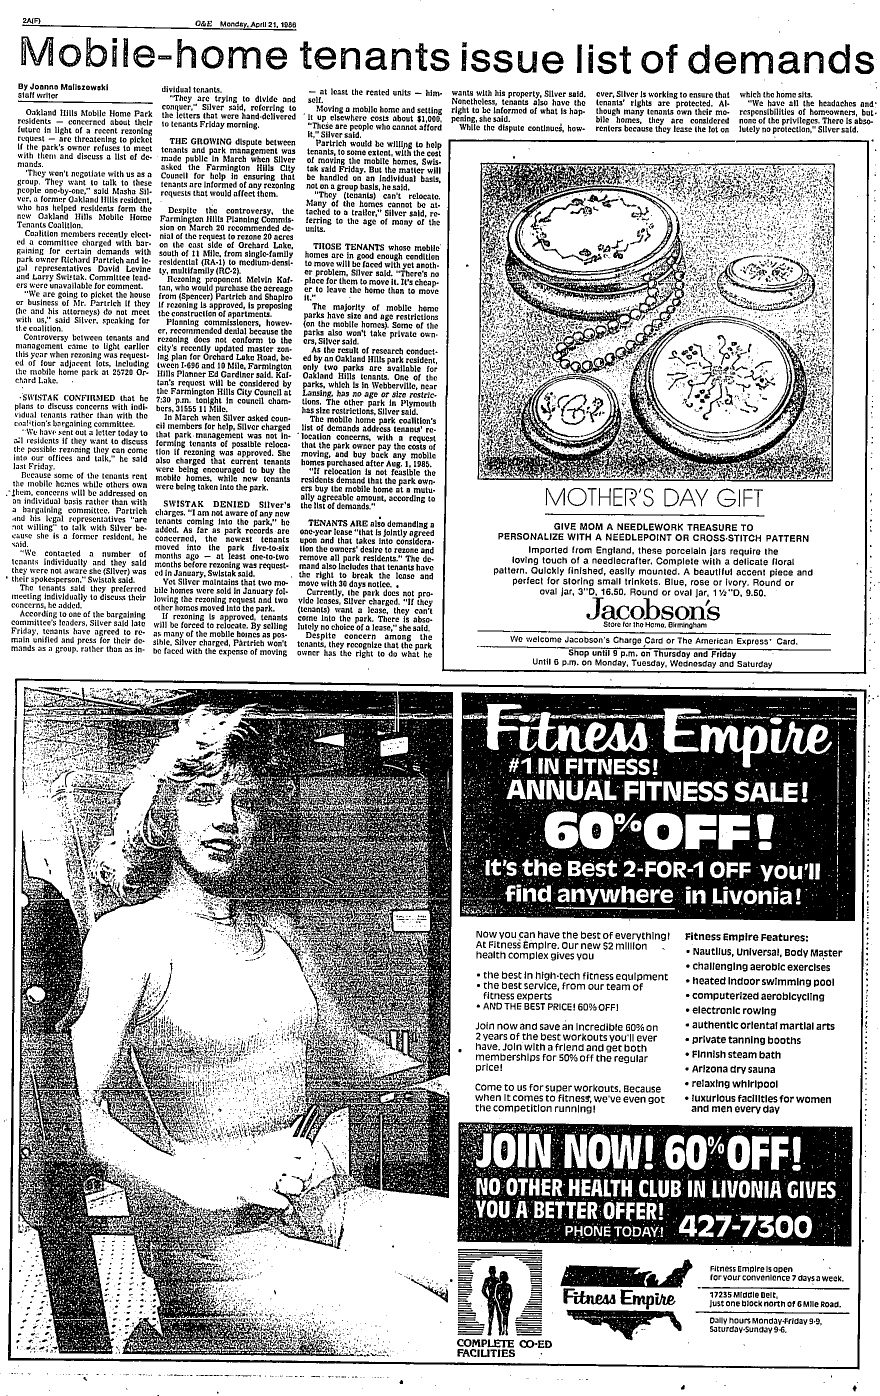 2A(F)
O&E Monday, April 21, 1986
Mobile-home tenants issue list of demands
By Joanne Maliszewski
staff writer
Oakland Hills Mobile Home Park
residents — concerned about their
future in light of a recent rezoning
request — are threatening to picket
if the park's owner refuses to meet
with them and discuss a list of de-
mands.
"They won't negotiate with us as a
group. They want to talk to these
people one-by-one," said Masha Sil-
ver, a former Oakland Hills resident,
who has helped residents form the
new Oakland Hills Mobile Home
Tenants Coalition.
Coalition members recently elect-
ed a committee charged with bar-
gaining for certain demands with
park owner Richard Partrich and le-
gal representatives David Levine
and Larry Swistak. Committee lead-
ers were unavailable for comment.
"We are going to picket the house
or business of Mr. Partrich if they
(he and his attorneys) do not meet
with us," said Silver, speaking for
the coalition.
Controversy between tenants and
management came to light earlier
this year when rezoning was request-
ed of four adjacent lots, including
the mobile home park at 25720 Or-
chard Lake.
SWISTAK CONFIRMED that he
plans to discuss concerns with indi-
vidual tenants rather than with the
coalition's bargaining committee.
"We have sent out a letter today to
all residents if they want to discuss
the possible rezoning they can come
into our offices and talk," he said
last Friday.
Because some of the tenants rent
the mobile homes while others own
them, concerns will be addressed on
an individual basis rather than with
a bargaining committee. Partrich
and his legal representatives "are
not willing" to talk with Silver be-
cause she is a former resident, he
said.
"We contacted a number of
tenants individually and they said
they were not aware she (Silver) was
their spokesperson," Swistak said.
The tenants said they preferred
meeting individually to discuss their
concerns, he added.
According to one of the bargaining
committee's leaders, Silver said late
Friday, tenants have agreed to re-
main unified and press for their de-
mands as a group, rather than as in-
dividual tenants.
"They are trying to divide and
conquer," Silver said, referring to
the letters that were hand-delivered
to tenants Friday morning.
THE GROWING dispute between
tenants and park management was
made public in March when Silver
asked the Farmington Hills City
Council for help in ensuring that
tenants are informed of any rezoning
requests that would affect them.
Despite the controversy, the
Farmington Hills Planning Commis-
sion on March 20 recommended de-
nial of the request to rezone 20 acres
on the east side of Orchard Lake,
south of 11 Mile, from single-family
residential (RA-1) to medium-densi-
ty, multifamily (RC-2).
Rezoning proponent Melvin Kaf-
tan, who would purchase the acreage
from (Spencer) Partrich and Shapiro
if rezoning is approved, is proposing
the construction of apartments.
Planning commissioners, howev-
er, recommended denial because the
rezoning does not conform to the
city's recently updated master zon-
ing plan for Orchard Lake Road, be-
tween I-696 and 10 Mile, Farmington
Hills Planner Ed Gardiner said. Kaf-
tan's request will be considered by
the Farmington Hills City Council at
7:30 p.m. tonight in council cham-
bers, 31555 11 Mile.
In March when Silver asked coun-
cil members for help, Silver charged
that park management was not in-
forming tenants of possible reloca-
tion if rezoning was approved. She
also charged that current tenants
were being encouraged to buy the
mobile homes, while new tenants
were being taken into the park.
SWISTAK DENIED Silver's
charges. "I am not aware of any new
tenants coming into the park," he
added. As far as park records are
concerned, the newest tenants
moved into the park five-to-six
months ago — at least one-to-two
months before rezoning was request-
ed in January, Swistak said.
Yet Silver maintains that two mo-
bile homes were sold in January fol-
lowing the rezoning request and two
other homes moved into the park.
If rezoning is approved, tenants
will be forced to relocate. By selling
as many of the mobile homes as pos-
sible, Silver charged, Partrich won't
be faced with the expense of moving
— at least the rented units — him-
self.
Moving a mobile home and setting
it up elsewhere costs about $1,000.
"These are people who cannot afford
it," Silver said.
Partrich would be willing to help
tenants, to some extent, with the cost
of moving the mobile homes, Swis-
tak said Friday. But the matter will
be handled on an individual basis,
not on a group basis, he said.
"They (tenants) can't relocate.
Many of the homes cannot be at-
tached to a trailer," Silver said, re-
ferring to the age of many of the
units.
THOSE TENANTS whose mobile
homes are in good enough condition
to move will be faced with yet anoth-
er problem, Silver said. "There's no
place for them to move it. It's cheap-
er to leave the home than to move
it."
The majority of mobile home
parks have size and age restrictions
(on the mobile homes). Some of the
parks also won't take private own-
ers, Silver said.
As the result of research conduct-
ed by an Oakland Hills park resident,
only two parks are available for
Oakland Hills tenants. One of the
parks, which is in Webberville, near
Lansing, has no age or size restric-
tions. The other park in Plymouth
has size restrictions, Silver said.
The mobile home park coalition's
list of demands address tenants' re-
location concerns, with a request
that the park owner pay the costs of
moving, and buy back any mobile
homes purchased after Aug. 1, 1985.
"If relocation is not feasible the
residents demand that the park own-
ers buy the mobile home at a mutu-
ally agreeable amount, according to
the list of demands."
TENANTS ARE also demanding a
one-year lease "that is jointly agreed
upon and that takes into considera-
tion the owners' desire to rezone and
remove all park residents." The de-
mand also includes that tenants have
the right to break the lease and
move with 30 days notice.
Currently, the park does not pro-
vide leases, Silver charged. "If they
(tenants) want a lease, they can't
come into the park. There is abso-
lutely no choice of a lease," she said.
Despite concern among the
tenants, they recognize that the park
owner has the right to do what he
wants with his property, Silver said.
Nonetheless, tenants also have the
right to be informed of what is hap-
pening, she said.
While the dispute continues, how-
ever, Silver is working to ensure that
tenants' rights are protected. Al-
though many tenants own their mo-
bile homes, they are considered
renters because they lease the lot on
which the home sits.
"We have all the headaches and
responsibilities of homeowners, but
none of the privileges. There is abso-
lutely no protection," Silver said.
MOTHER'S DAY GIFT
GIVE MOM A NEEDLEWORK TREASURE TO
PERSONALIZE WITH A NEEDLEPOINT OR CROSS-STITCH PATTERN
Imported from England, these porcelain jars require the
loving touch of a needlecrafter. Complete with a delicate floral
pattern. Quickly finished, easily mounted. A beautiful accent piece and
perfect for storing small trinkets. Blue, rose or ivory. Round or
oval jar, 3"D, 16.50. Round or oval jar, 1½"D, 9.50.
Jacobson's
Store for the Home, Birmingham
We welcome Jacobson's Charge Card or The American Express® Card.
Shop until 9 p.m. on Thursday and Friday
Until 6 p.m. on Monday, Tuesday, Wednesday and Saturday
Fitness Empire
#1 IN FITNESS!
ANNUAL FITNESS SALE!
60% OFF!
It's the Best 2-FOR-1 OFF you'll
find anywhere in Livonia!
Now you can have the best of everything!
At Fitness Empire. Our new $2 million
health complex gives you
• the best in high-tech fitness equipment
• the best service, from our team of
fitness experts
• AND THE BEST PRICE! 60% OFF!
Join now and save an incredible 60% on
2 years of the best workouts you'll ever
have. Join with a friend and get both
memberships for 50% off the regular
price!
Come to us for super workouts. Because
when it comes to fitness, we've even got
the competition running!
Fitness Empire Features:
• Nautilus, Universal, Body Master
• challenging aerobic exercises
• heated indoor swimming pool
• computerized aerobicycling
• electronic rowing
• authentic oriental martial arts
• private tanning booths
• Finnish steam bath
• Arizona dry sauna
• relaxing whirlpool
• luxurious facilities for women
and men every day
JOIN NOW! 60% OFF!
NO OTHER HEALTH CLUB IN LIVONIA GIVES
YOU A BETTER OFFER!
PHONE TODAY! 427-7300
COMPLETE CO-ED
FACILITIES
Fitness Empire
Fitness Empire is open
for your convenience 7 days a week.
17235 Middle Belt,
just one block north of 6 Mile Road.
Daily hours Monday-Friday 9-9,
Saturday-Sunday 9-6.